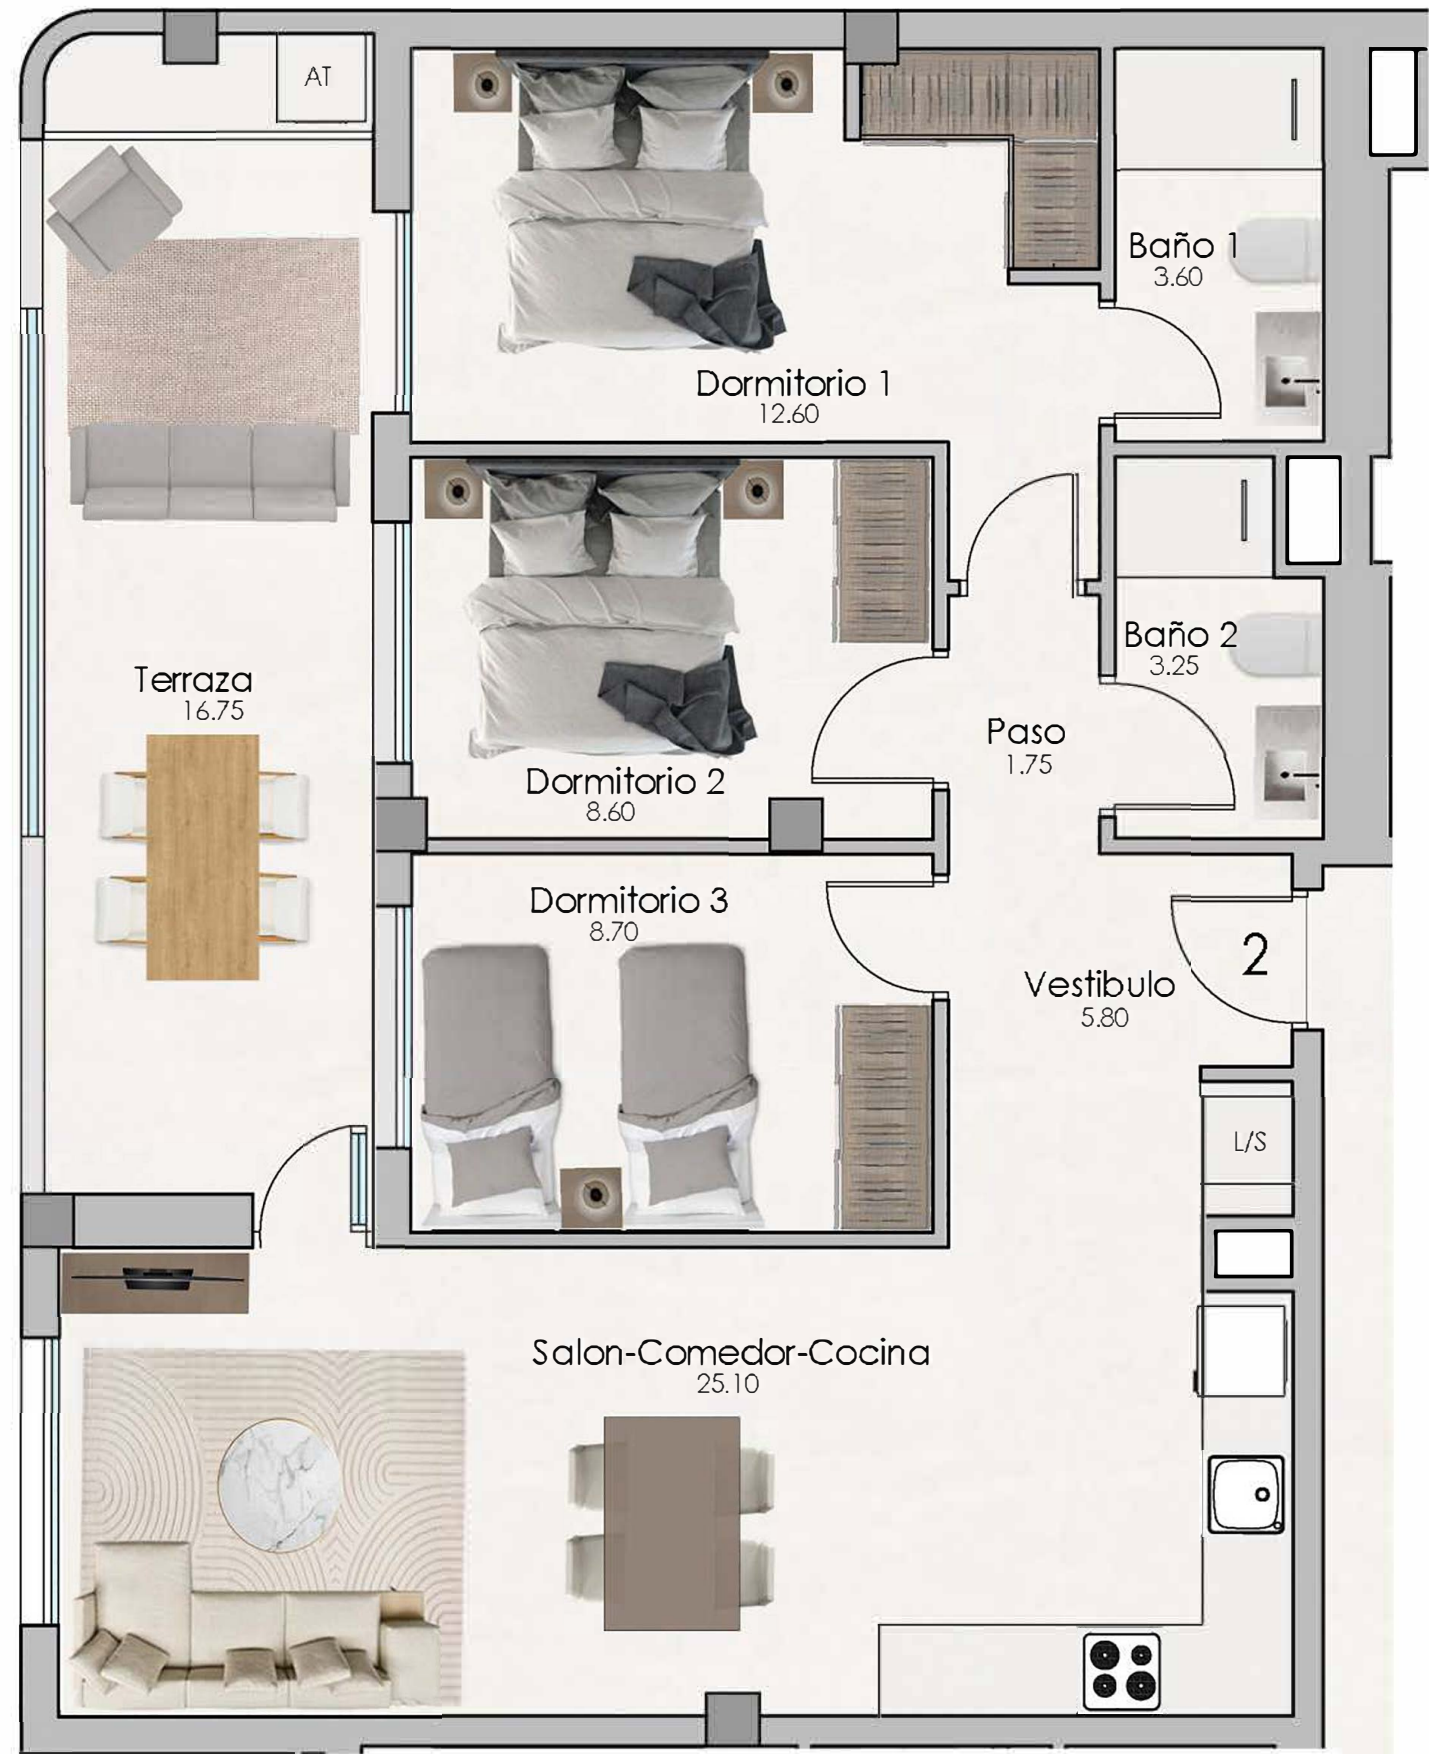 AT
Baño 1
3.60
Dormitorio 1
12.60
Baño 2
3.25
Terraza
16.75
Paso
1.75
Dormitorio 2
8.60
Dormitorio 3
8.70
2
Vestibulo
5.80
L/S
Salon-Comedor-Cocina
25.10